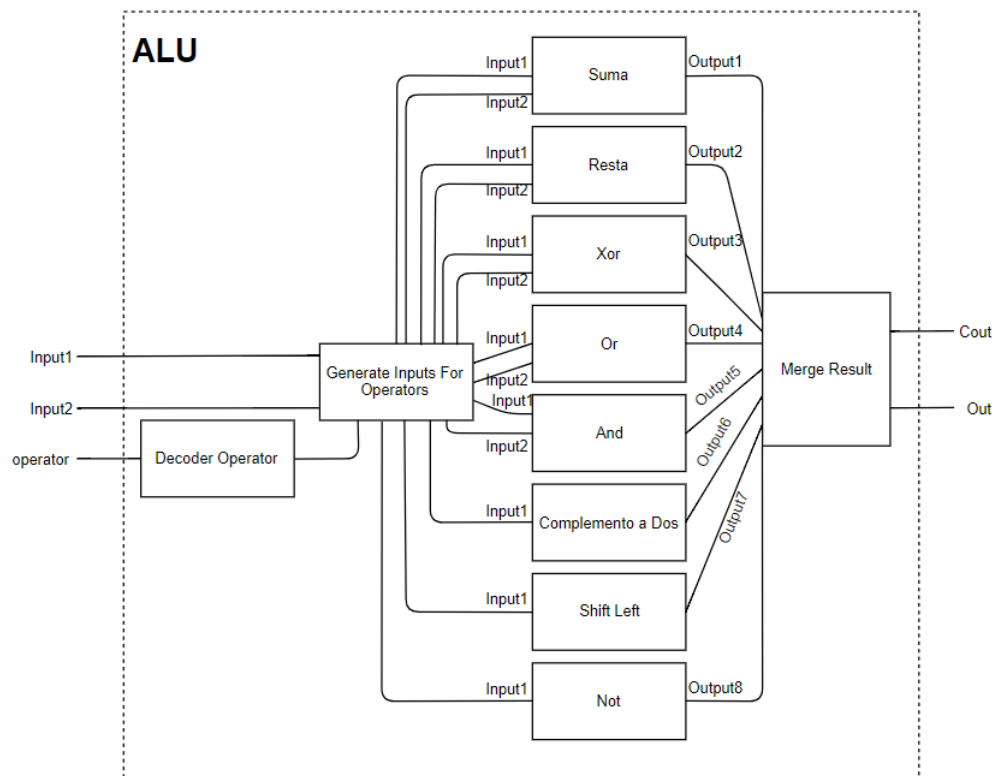 ALU
Input1
Input2
operator
Decoder Operator
Generate Inputs For
Operators
Input1
Input2
Suma
Output1
Input1
Input2
Resta
Output2
Input1
Input2
Xor
Output3
Input1
Input2
Or
Output4
Input1
Input2
And
Output5
Input1
Complemento a Dos
Output6
Input1
Shift Left
Output7
Input1
Not
Output8
Merge Result
Cout
Out